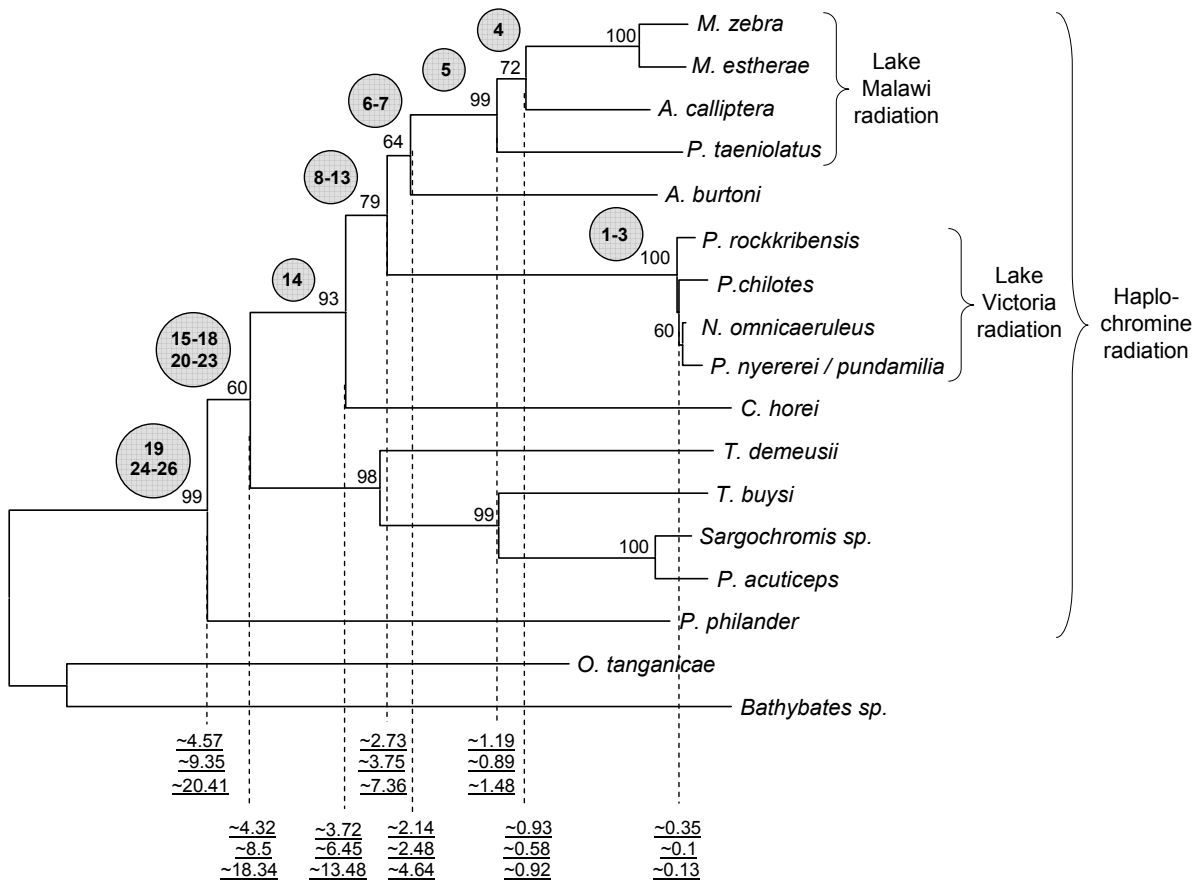 4
100
M. zebra
M. estherae
5
72
Lake
Malawi
radiation
6-7
99
A. calliptera
64
P. taeniolatus
8-13
79
A. burtoni
1-3
100
P. rockkribensis
14
93
P.chilotes
Lake
Victoria
radiation
Haplo-
chromine
radiation
60
N. omnicaeruleus
15-18
20-23
60
P. nyererei / pundamilia
C. horei
19
24-26
99
98
T. demeusii
99
T. buysi
100
Sargochromis sp.
P. acuticeps
P. philander
O. tanganicae
Bathybates sp.
~4.57
~9.35
~20.41
~2.73
~3.75
~7.36
~1.19
~0.89
~1.48
~4.32
~8.5
~18.34
~3.72
~6.45
~13.48
~2.14
~2.48
~4.64
~0.93
~0.58
~0.92
~0.35
~0.1
~0.13